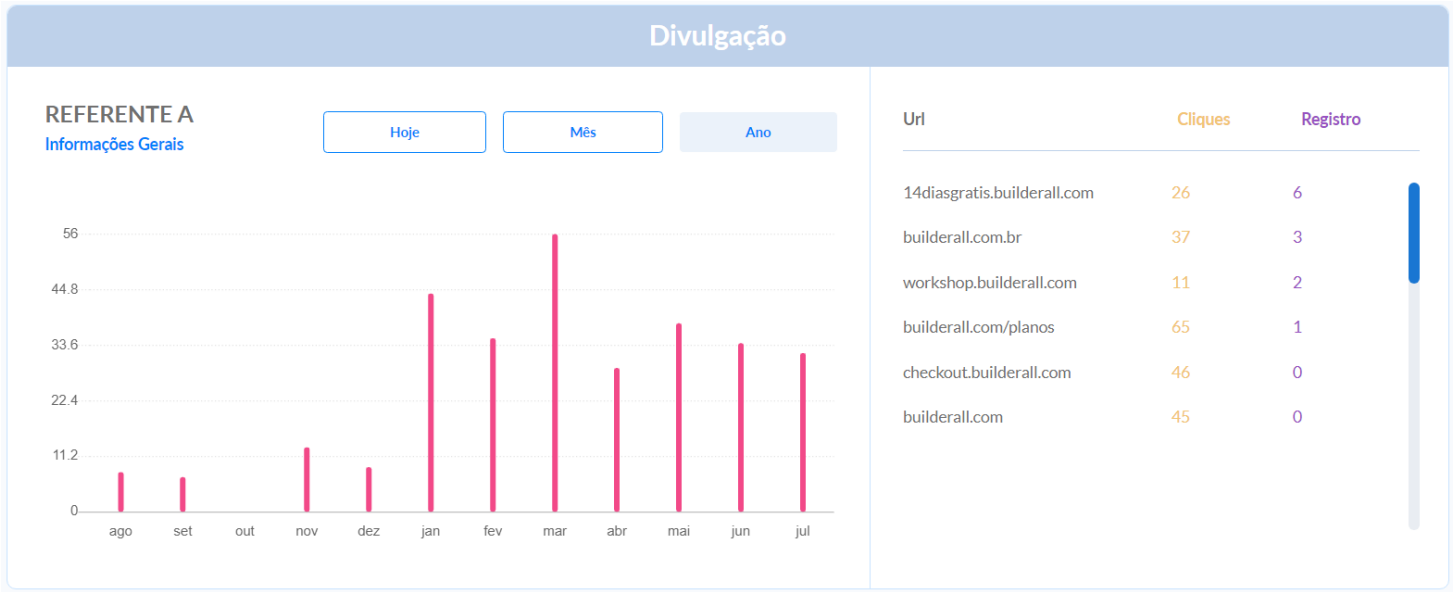 Divulgação
REFERENTE A
Informações Gerais
Hoje
Mês
Ano
56
44.8
33.6
22.4
11.2
0
ago set out nov dez jan fev mar abr mai jun jul
Url Cliques Registro
14diasgratis.builderall.com 26 6
builderall.com.br 37 3
workshop.builderall.com 11 2
builderall.com/planos 65 1
checkout.builderall.com 46 0
builderall.com 45 0